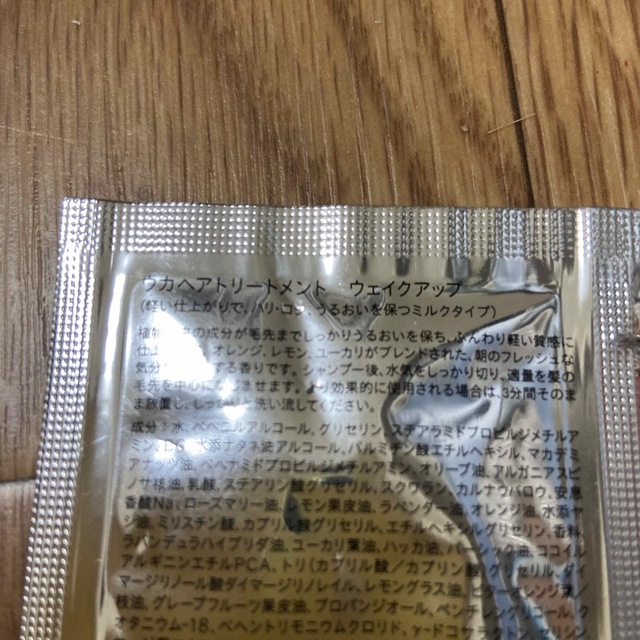 ウカヘアトリートメント ウェイクアップ
(軽い仕上がりで、ハリ・コシ、うるおいを保つミルクタイプ)
の成分が毛先までしっかりうるおいを保ち、ふんわり軽い質感に
仕 オレンジ、レモン、ユーカリがブレンドされた、朝のフレッシュな
気分 する香りです。シャンプー後、水気をしっかり切り、適量を髪の
毛先を中心になじませます。より効果的に使用される場合は、3分間そのま
ま放置し、しっかりと洗い流してください。
成分:水、ベヘニルアルコール、グリセリン、ステアラミドプロピルジメチルア
ミン、 水添ナタネ油アルコール、パルミチン酸エチルヘキシル、マカデミ
アナッツ油、ベヘナミドプロピルジメチルアミン、オリーブ油、アルガニアスピ
ノサ核油、乳酸、ステアリン酸グリセリル、スクワラン、カルナウバロウ、安息
香酸Na、ローズマリー油、レモン果皮油、ラベンダー油、オレンジ油、水添ヤ
シ油、ミリスチン酸、カプリル酸グリセリル、エチルヘキシルグリセリン、香料、
ラバンデュラハイブリダ油、ユーカリ葉油、ハッカ油、 ココイル
アルギニンエチルPCA、トリ(カプリル酸/カプリン酸)グリセリル、ダイ
マージリノール酸ダイマージリノレイル、レモングラス油、
油、グレープフルーツ果皮油、プロパンジオール、
オタニウム-18、ベヘントリモニウムクロリド、